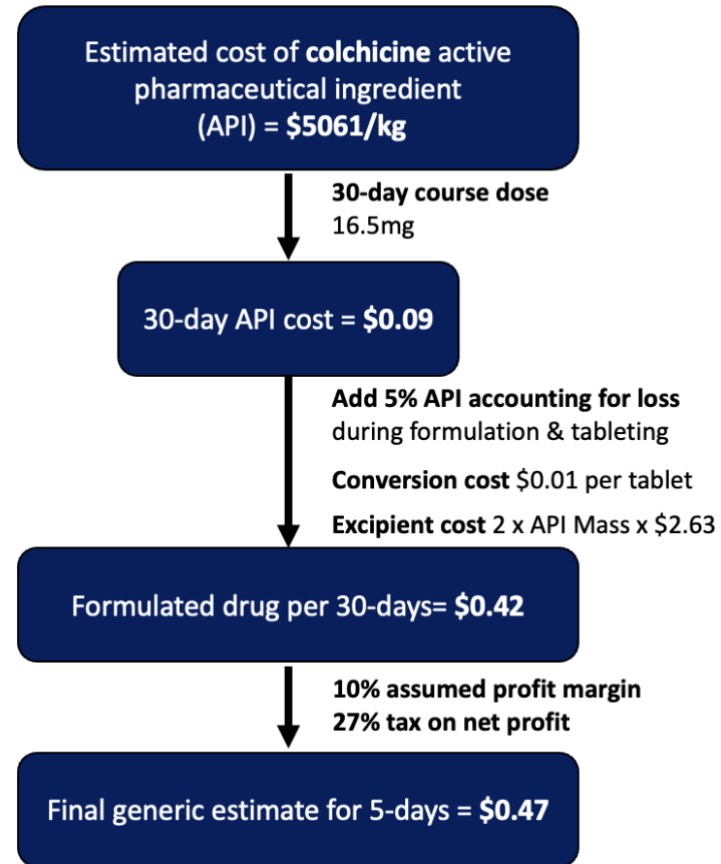 Estimated cost of colchicine active
pharmaceutical ingredient
(API) = $5061/kg
30-day course dose
16.5mg
30-day API cost = $0.09
Add 5% API accounting for loss
during formulation & tableting
Conversion cost $0.01 per tablet
Excipient cost 2 x API Mass x $2.63
Formulated drug per 30-days= $0.42
10% assumed profit margin
27% tax on net profit
Final generic estimate for 5-days = $0.47